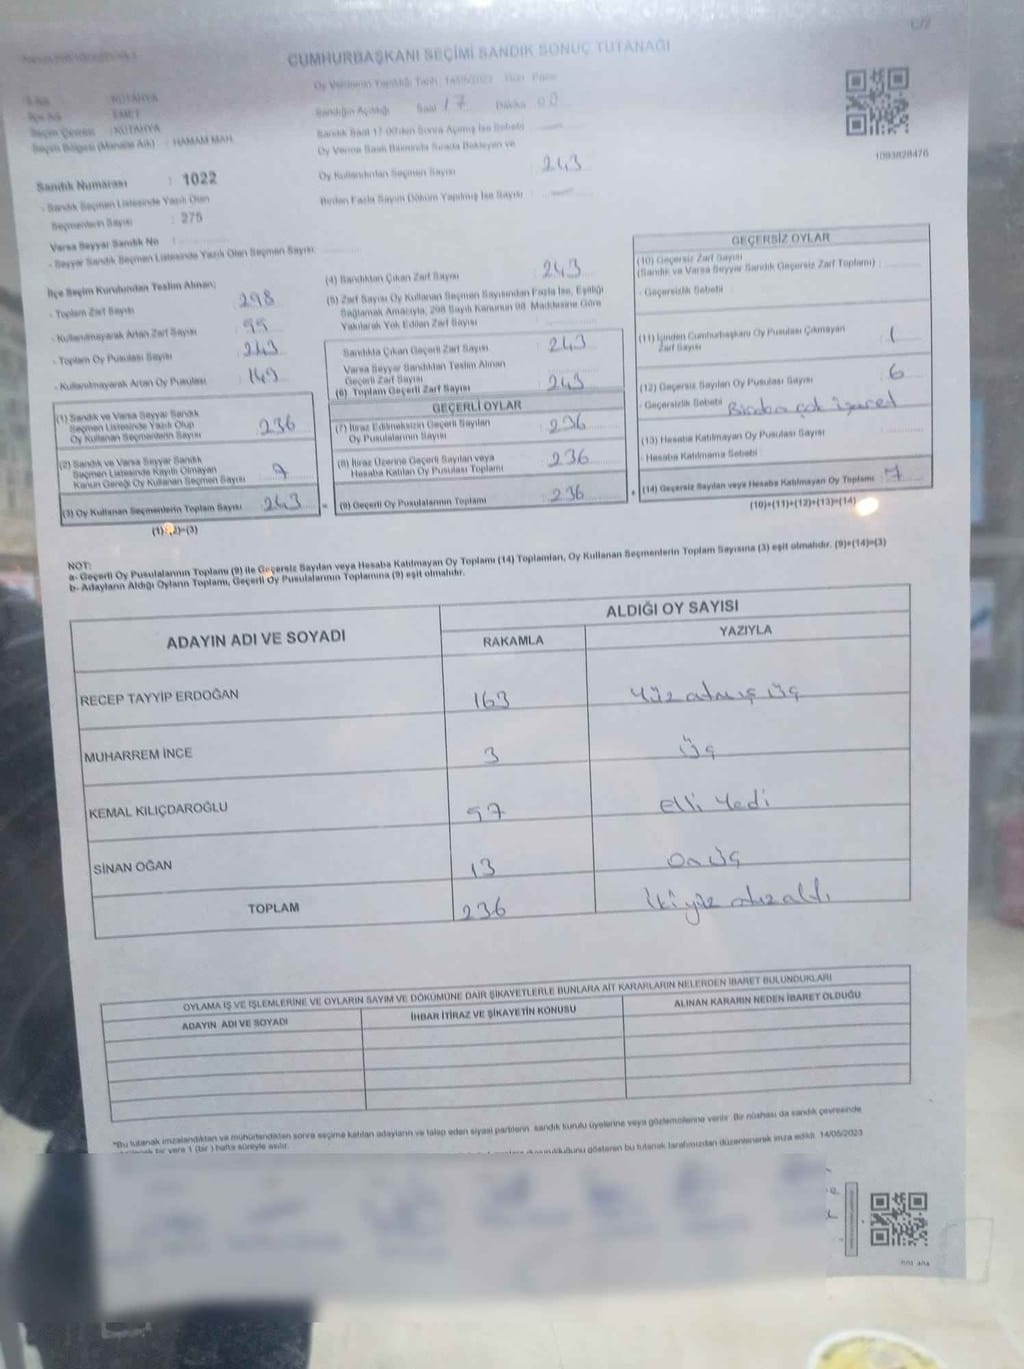 CUMHURBAŞKANI SEÇİMİ SANDIK SONUÇ TUTANAĞI
Oy Verilmenin Yapıldığı Tarih 14/05/2023 Gün Pazar
KÜTAHYA
Sandığın Açıldığı Saat 17 Dakika 00
EMET
Seçim Çevresi : KÜTAHYA
Sandık Saat 17.00'den Sonra Açılmış İse Sebebi
Seçim Bölgesi (Mahalle Adı) : HAMAM MAH.
Oy Verme Saati Bitiminde Sırada Bekleyen ve
1093828476
Oy Kullandırılan Seçmen Sayısı 243
Sandık Numarası : 1022
Birden Fazla Sayım Döküm Yapılmış İse Sayısı
- Sandık Seçmen Listesinde Yazılı Olan
Seçmenlerin Sayısı : 275
Varsa Seyyar Sandık No :
- Seyyar Sandık Seçmen Listesinde Yazılı Olan Seçmen Sayısı:
İlçe Seçim Kurulundan Teslim Alınan;
- Toplam Zarf Sayısı 298
- Kullanılmayarak Artan Zarf Sayısı 55
- Toplam Oy Pusulası Sayısı
- Kullanılmayarak Artan Oy Pusulası 149
(1) Sandık ve Varsa Seyyar Sandık
Seçmen Listesinde Yazılı Olup
Oy Kullanan Seçmenlerin Sayısı 236
(2) Sandık ve Varsa Seyyar Sandık
Seçmen Listesinde Kayıtlı Olmayan
Kanun Gereği Oy Kullanan Seçmen Sayısı 7
(3) Oy Kullanan Seçmenlerin Toplam Sayısı 243
(1)+(2)=(3)
(4) Sandıktan Çıkan Zarf Sayısı 243
(5) Zarf Sayısı Oy Kullanan Seçmen Sayısından Fazla İse, Eşitliği
Sağlamak Amacıyla, 298 Sayılı Kanunun 98. Maddesine Göre
Yakılarak Yok Edilen Zarf Sayısı
Sandıkta Çıkan Geçerli Zarf Sayısı 243
Varsa Seyyar Sandıktan Teslim Alınan
Geçerli Zarf Sayısı
(6) Toplam Geçerli Zarf Sayısı 243
GEÇERLİ OYLAR
(7) İtiraz Edilmeksizin Geçerli Sayılan
Oy Pusulalarının Sayısı 236
(8) İtiraz Üzerine Geçerli Sayılan veya
Hesaba Katılan Oy Pusulası Toplamı 236
= (9) Geçerli Oy Pusulalarının Toplamı 236
GEÇERSİZ OYLAR
(10) Geçersiz Zarf Sayısı
(Sandık ve Varsa Seyyar Sandık Geçersiz Zarf Toplamı) :
- Geçersizlik Sebebi :
(11) İçinden Cumhurbaşkanı Oy Pusulası Çıkmayan
Zarf Sayısı 1
(12) Geçersiz Sayılan Oy Pusulası Sayısı 6
- Geçersizlik Sebebi Birden çok işaret
(13) Hesaba Katılmayan Oy Pusulası Sayısı
- Hesaba Katılmama Sebebi :
+ (14) Geçersiz Sayılan veya Hesaba Katılmayan Oy Toplamı 7
(10)+(11)+(12)+(13)=(14)
NOT:
a- Geçerli Oy Pusulalarının Toplamı (9) ile Geçersiz Sayılan veya Hesaba Katılmayan Oy Toplamı (14) Toplamları, Oy Kullanan Seçmenlerin Toplam Sayısına (3) eşit olmalıdır. (9)+(14)=(3)
b- Adayların Aldığı Oyların Toplamı, Geçerli Oy Pusulalarının Toplamına (9) eşit olmalıdır.
ADAYIN ADI VE SOYADI
ALDIĞI OY SAYISI
RAKAMLA YAZIYLA
RECEP TAYYİP ERDOĞAN 163 Yüz atmış üç
MUHARREM İNCE 3 Üç
KEMAL KILIÇDAROĞLU 57 elli yedi
SİNAN OĞAN 13 On üç
TOPLAM 236 İki yüz otuz altı
OYLAMA İŞ VE İŞLEMLERİNE VE OYLARIN SAYIM VE DÖKÜMÜNE DAİR ŞİKAYETLERLE BUNLARA AİT KARARLARIN NELERDEN İBARET BULUNDUKLARI
ADAYIN ADI VE SOYADI İHBAR İTİRAZ VE ŞİKAYETİN KONUSU ALINAN KARARIN NEDEN İBARET OLDUĞU
"Bu tutanak imzalandıktan ve mühürlendikten sonra seçime katılan adayların ve talep eden siyasi partilerin sandık kurulu üyelerine veya gözlemcilerine verilir. Bir nüshası da sandık çevresinde
bir yere 1 (bir) hafta süreyle asılır.
gösteren bu tutanak tarafımızdan düzenlenerek imza edildi. 14/05/2023